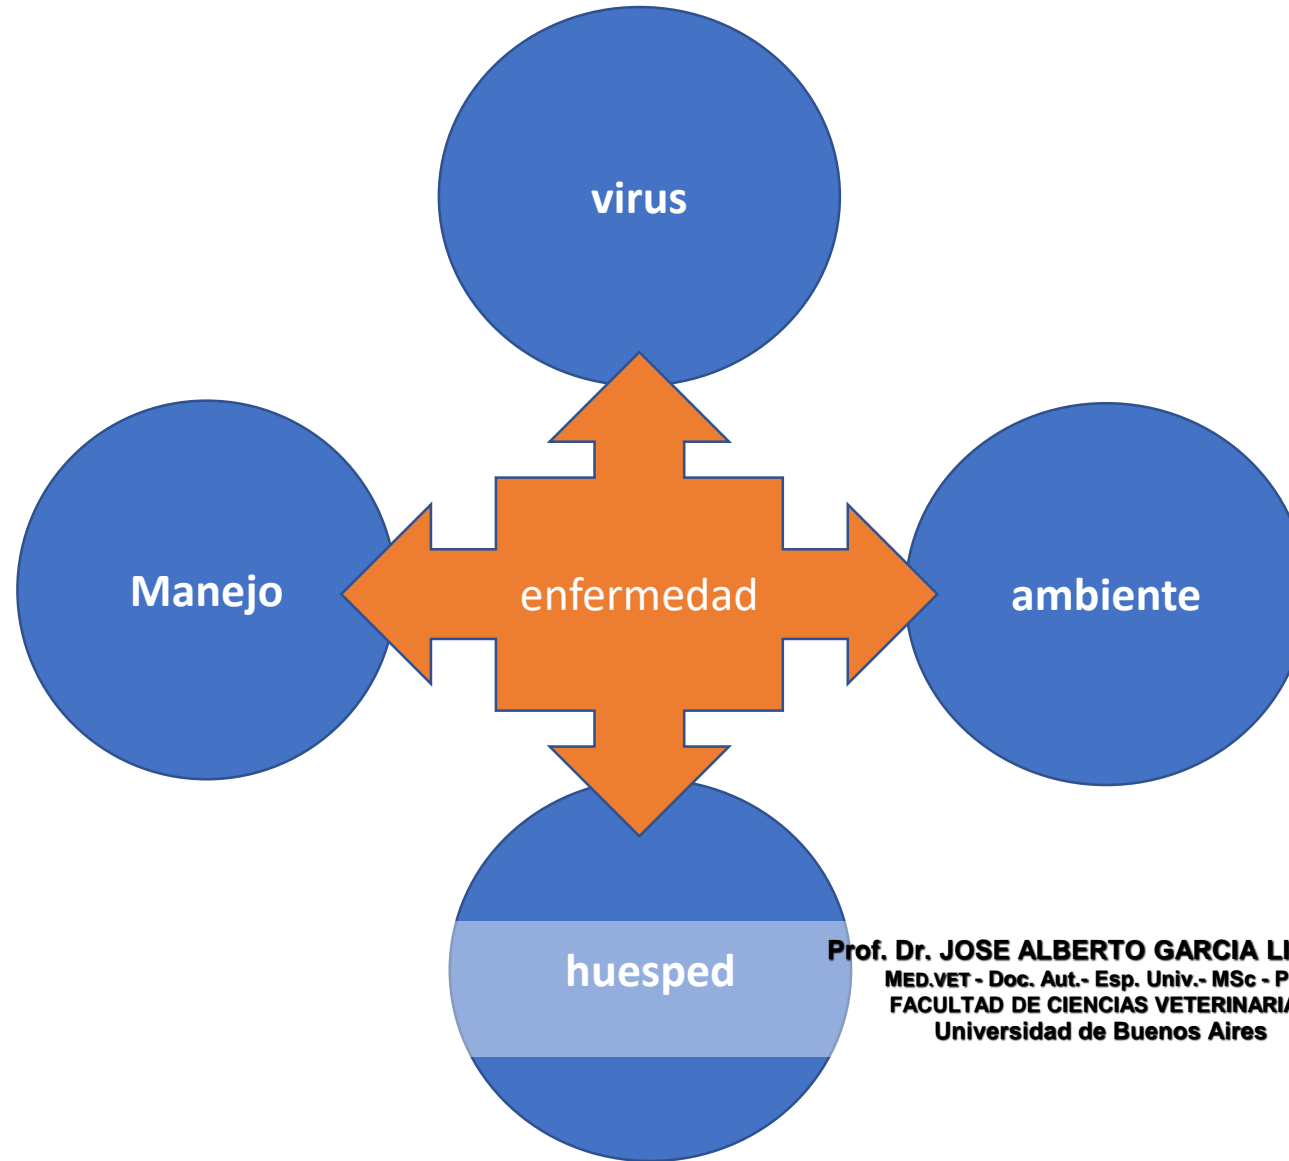 virus
Manejo
enfermedad
ambiente
huesped
Prof. Dr. JOSE ALBERTO GARCIA
MED.VET - Doc. Aut.- Esp. Univ.- MSc -
FACULTAD DE CIENCIAS
Universidad de Buenos Aires